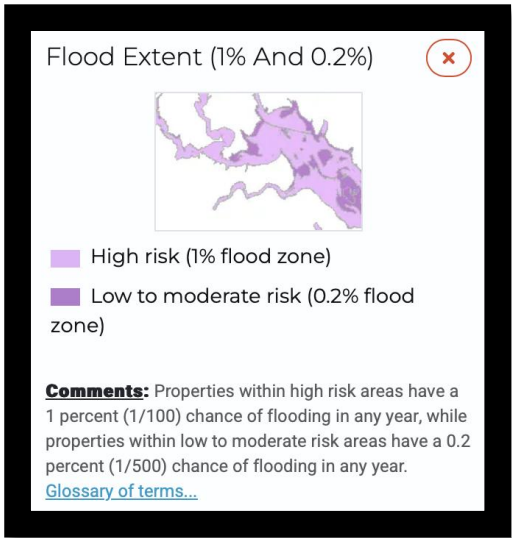 Flood Extent (1% And 0.2%)
High risk (1% flood zone)
Low to moderate risk (0.2% flood
zone)
Comments: Properties within high risk areas have a
1 percent (1/100) chance of flooding in any year, while
properties within low to moderate risk areas have a 0.2
percent (1/500) chance of flooding in any year.
Glossary of terms...